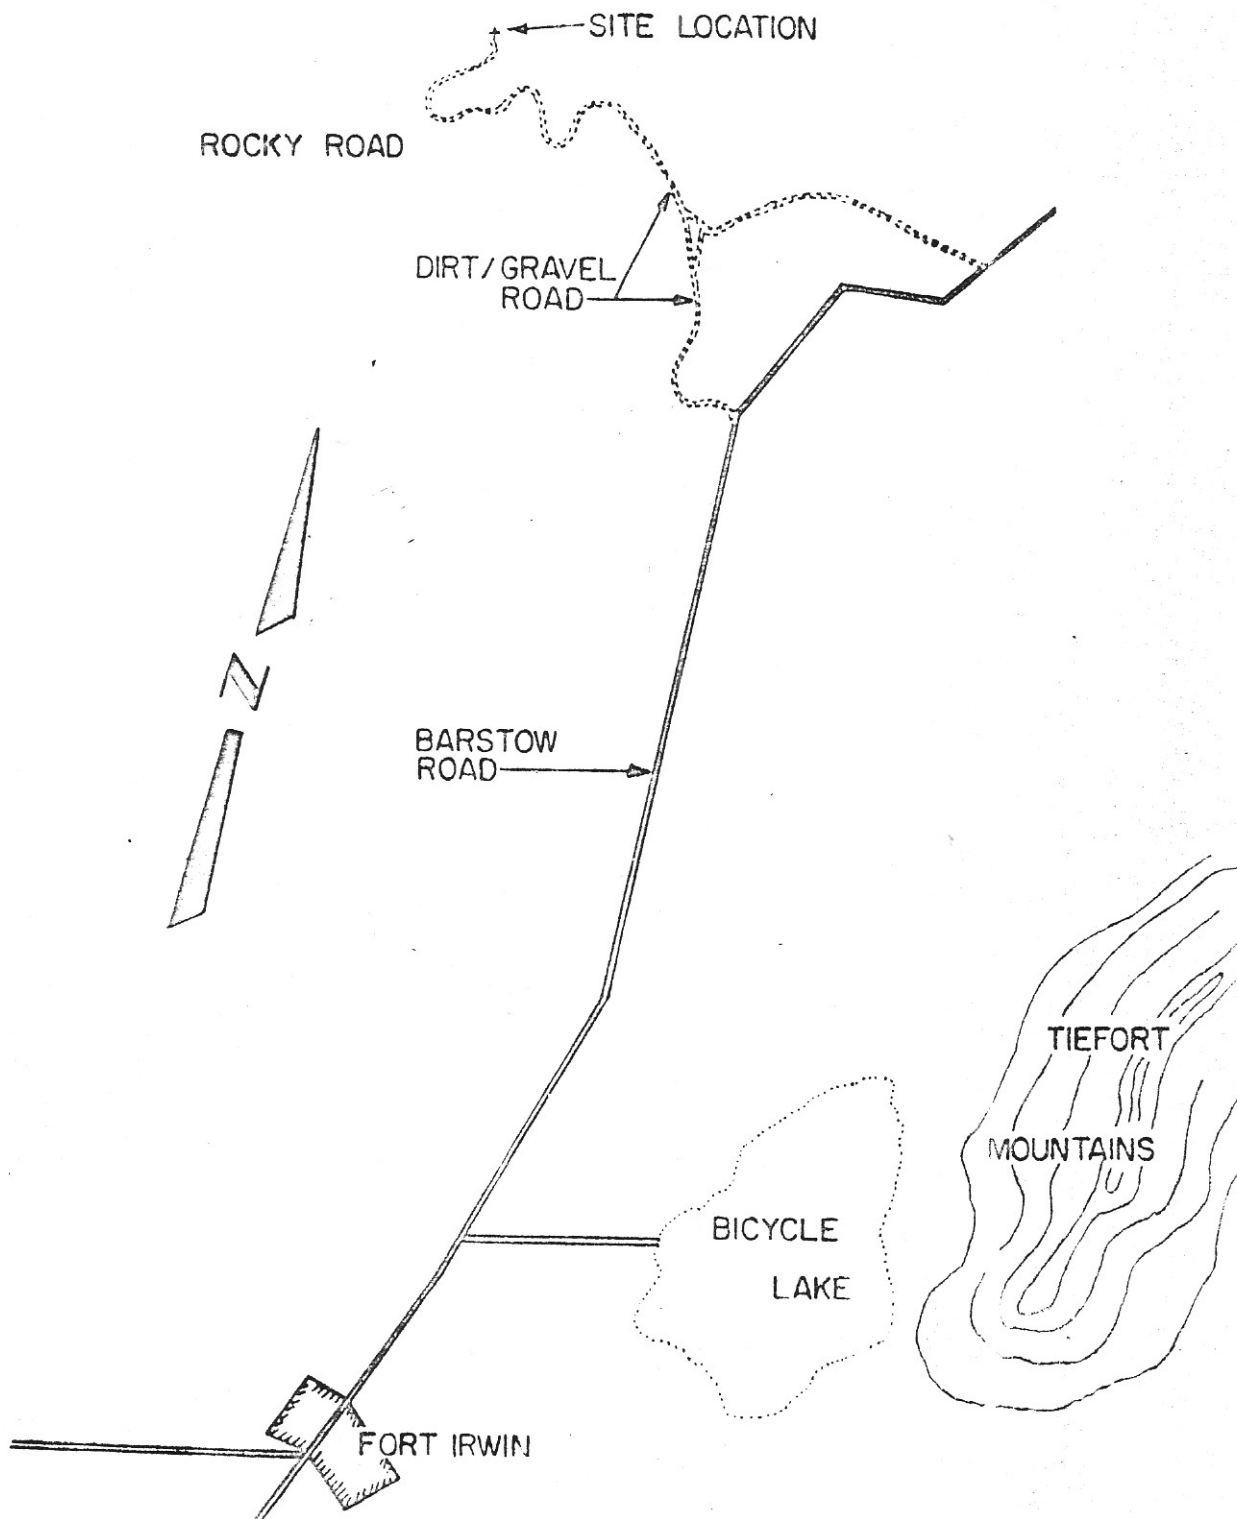 SITE LOCATION
ROCKY ROAD
DIRT/GRAVEL
ROAD
N
BARSTOW
ROAD
TIEFORT
MOUNTAINS
BICYCLE
LAKE
FORT IRWIN